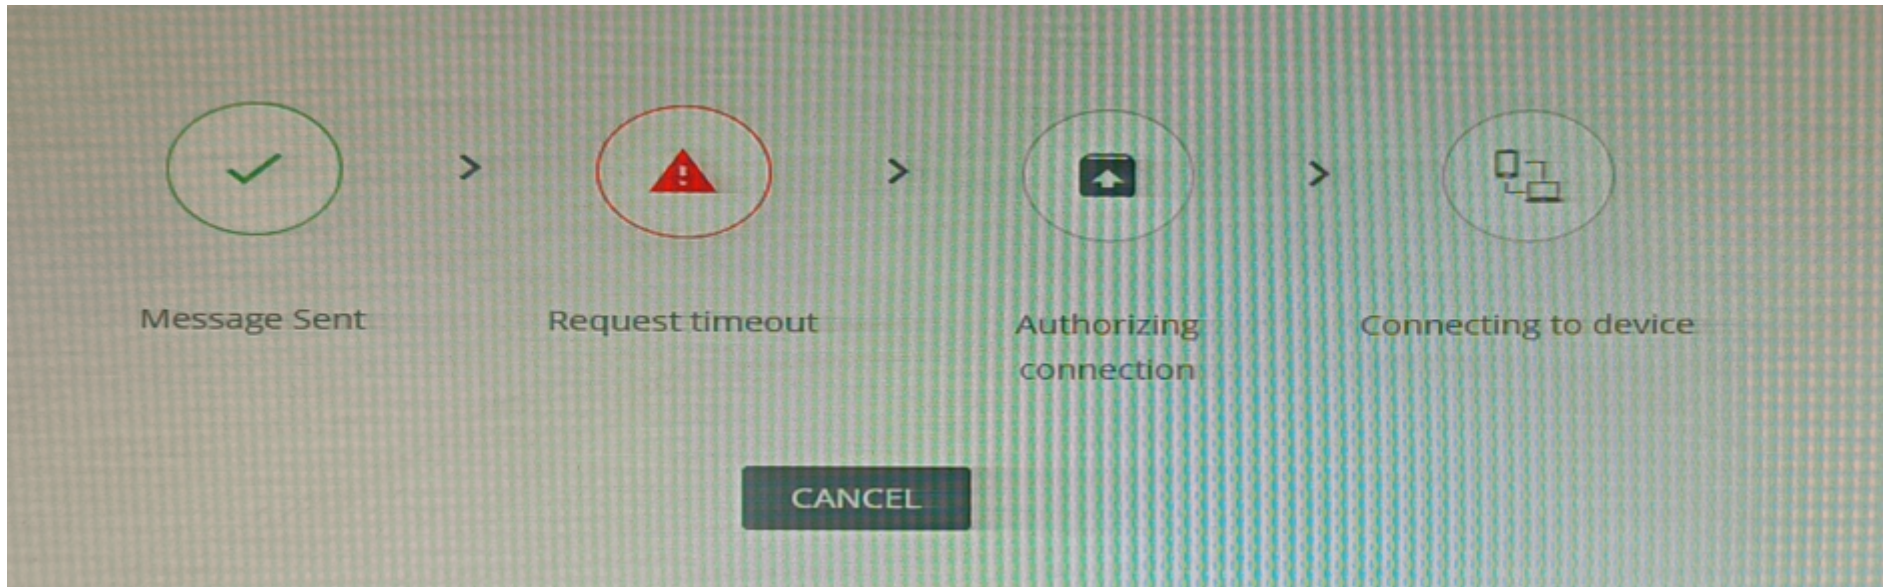 Message Sent
Request timeout
Authorizing
connection
Connecting to device
CANCEL